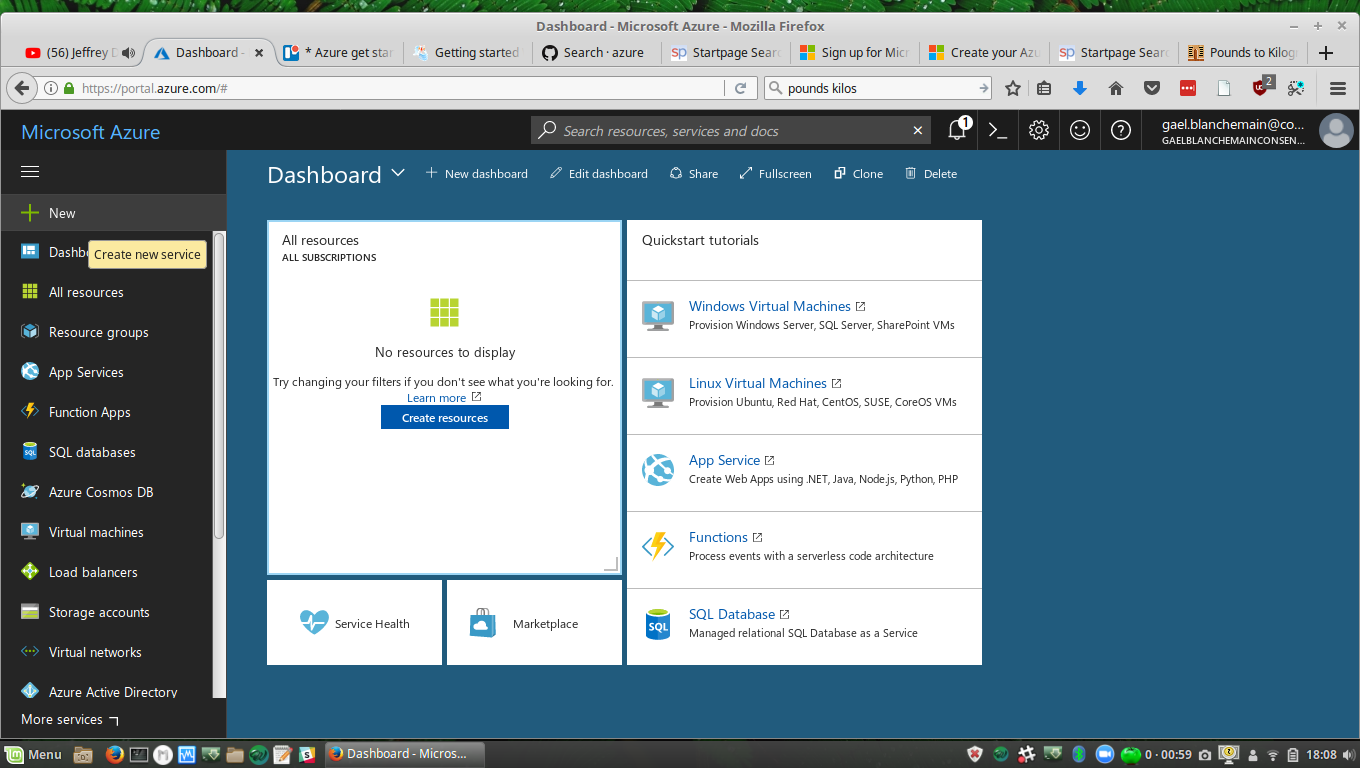 Dashboard - Microsoft Azure - Mozilla Firefox
(56) Jeffrey D
Dashboard -
* Azure get star
Getting started
Search · azure
Startpage Sear
Sign up for Micr
Create your Azu
Startpage Sear
Pounds to Kilog
https://portal.azure.com/#
pounds kilos
2
Microsoft Azure
Search resources, services and docs
1
gael.blanchemain@co...
GAELBLANCHEMAINCONSEN...
New
Dashbo
Create new service
All resources
Resource groups
App Services
Function Apps
SQL databases
Azure Cosmos DB
Virtual machines
Load balancers
Storage accounts
Virtual networks
Azure Active Directory
More services
Dashboard
New dashboard
Edit dashboard
Share
Fullscreen
Clone
Delete
All resources
ALL SUBSCRIPTIONS
No resources to display
Try changing your filters if you don't see what you're looking for.
Learn more
Create resources
Service Health
Marketplace
Quickstart tutorials
Windows Virtual Machines
Provision Windows Server, SQL Server, SharePoint VMs
Linux Virtual Machines
Provision Ubuntu, Red Hat, CentOS, SUSE, CoreOS VMs
App Service
Create Web Apps using .NET, Java, Node.js, Python, PHP
Functions
Process events with a serverless code architecture
SQL
SQL Database
Managed relational SQL Database as a Service
Menu
Dashboard - Micros...
0 · 00:59
18:08